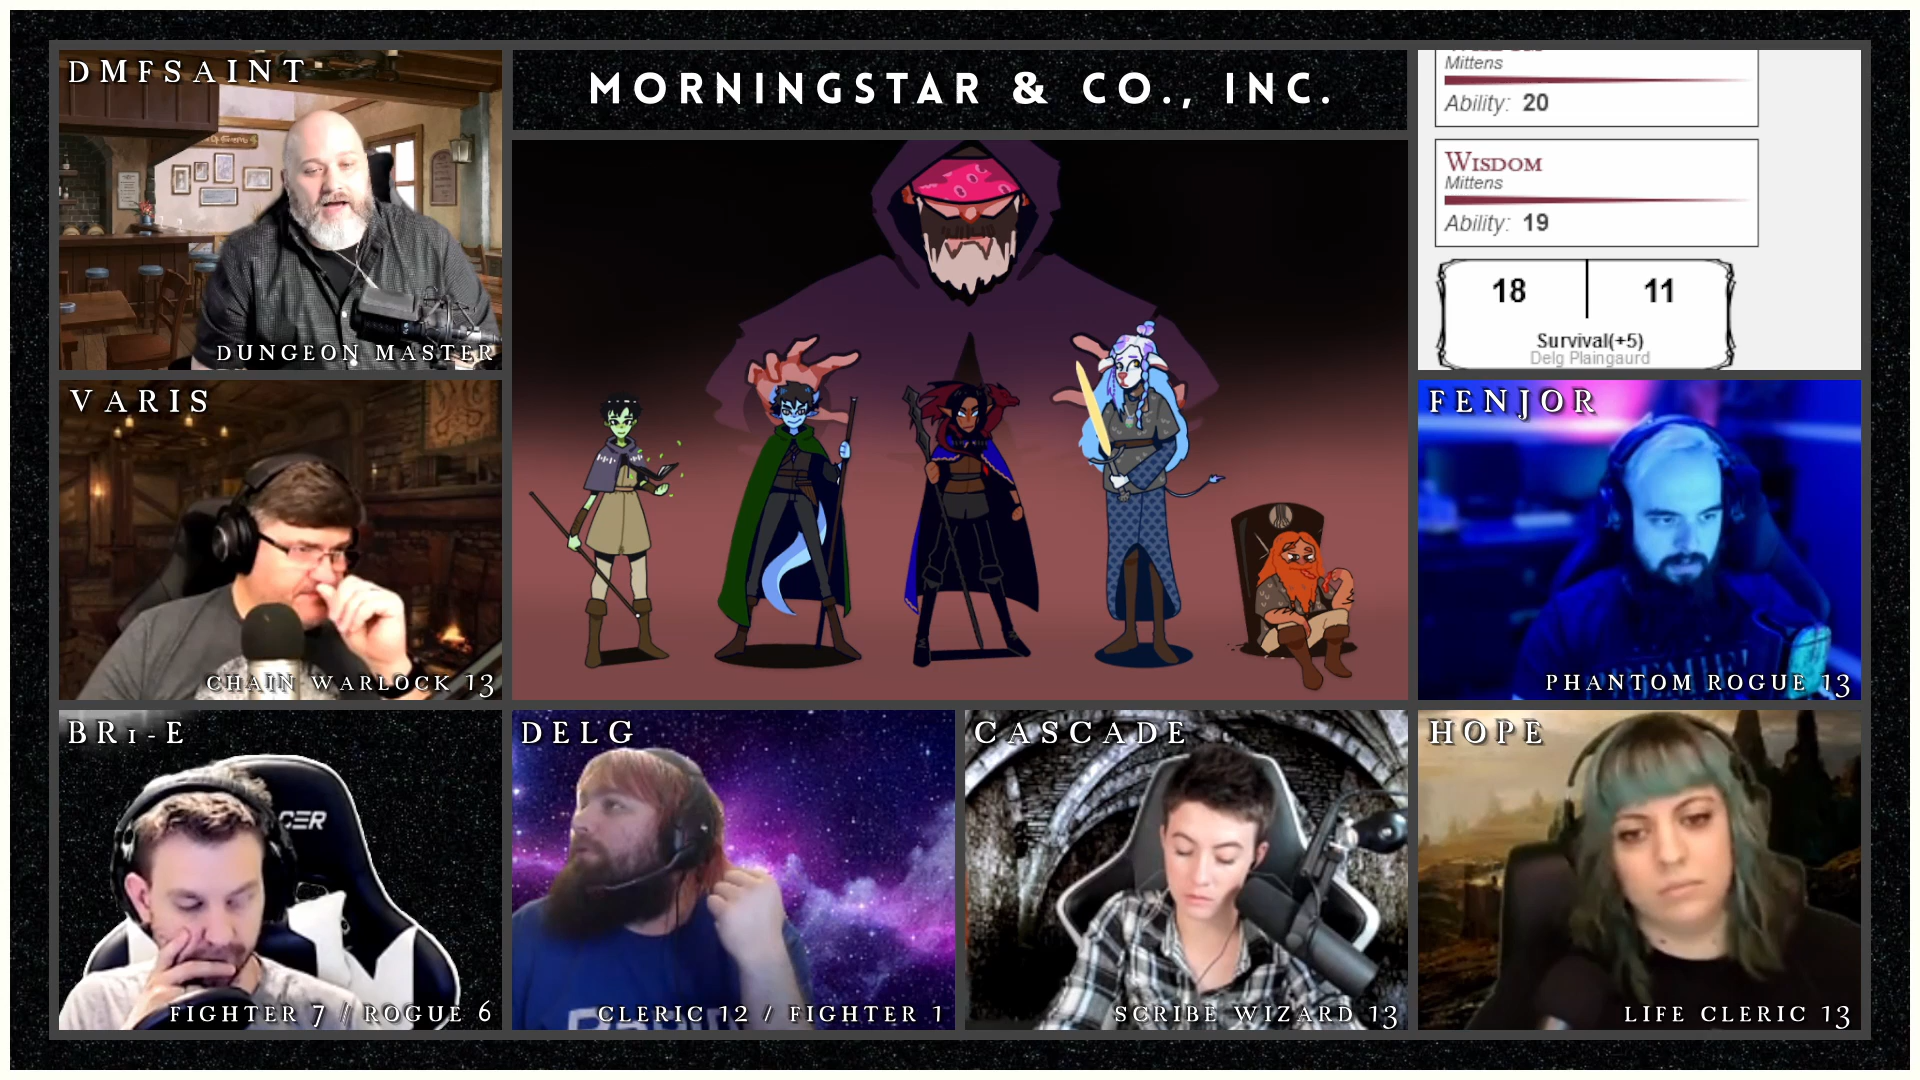 DMFSAINT
DUNGEON MASTER
MORNINGSTAR & CO., INC.
Mittens
Ability: 20
WISDOM
Mittens
Ability: 19
18
11
Survival(+5)
Delg Plaingaurd
VARIS
CHAIN WARLOCK 13
FENJOR
PHANTOM ROGUE 13
BR1-E
FIGHTER 7 / ROGUE 6
DELG
CLERIC 12 / FIGHTER 1
CASCADE
SCRIBE WIZARD 13
HOPE
LIFE CLERIC 13